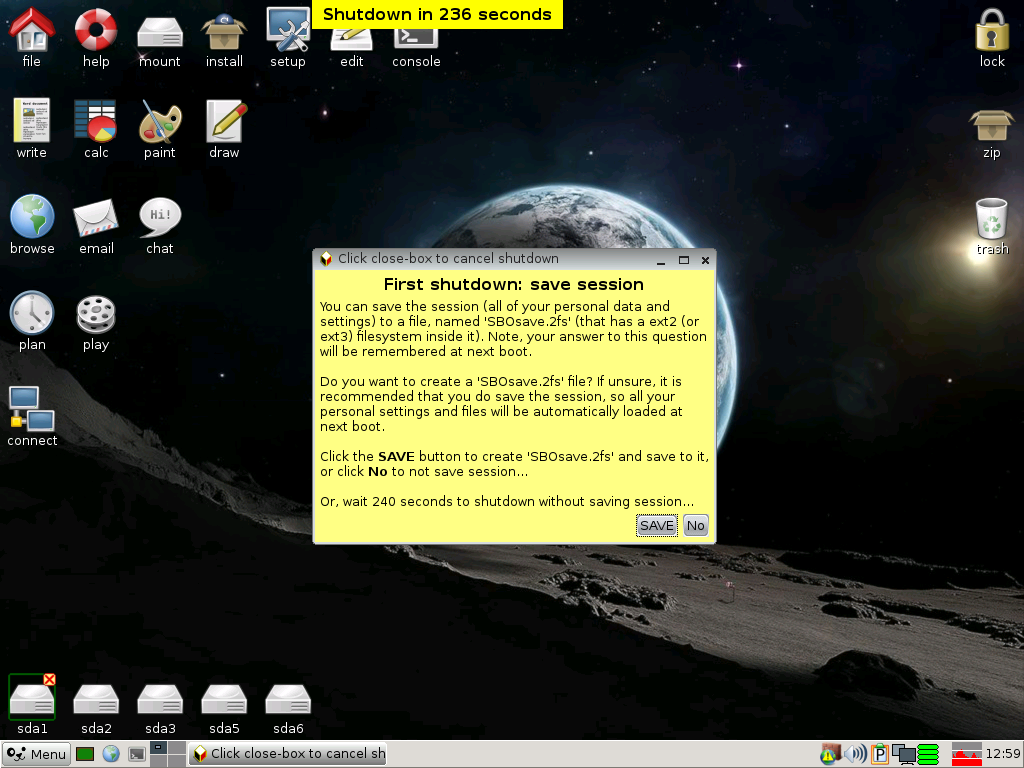 Shutdown in 236 seconds
file
help
mount
install
setup
edit
console
lock
write
calc
paint
draw
zip
browse
email
chat
Hi!
trash
plan
play
connect
Click close-box to cancel shutdown
First shutdown: save session
You can save the session (all of your personal data and
settings) to a file, named 'SBOsave.2fs' (that has a ext2 (or
ext3) filesystem inside it). Note, your answer to this question
will be remembered at next boot.
Do you want to create a 'SBOsave.2fs' file? If unsure, it is
recommended that you do save the session, so all your
personal settings and files will be automatically loaded at
next boot.
Click the SAVE button to create 'SBOsave.2fs' and save to it,
or click No to not save session...
Or, wait 240 seconds to shutdown without saving session...
SAVE
No
sda1
sda2
sda3
sda5
sda6
Menu
Click close-box to cancel sh
P
12:59